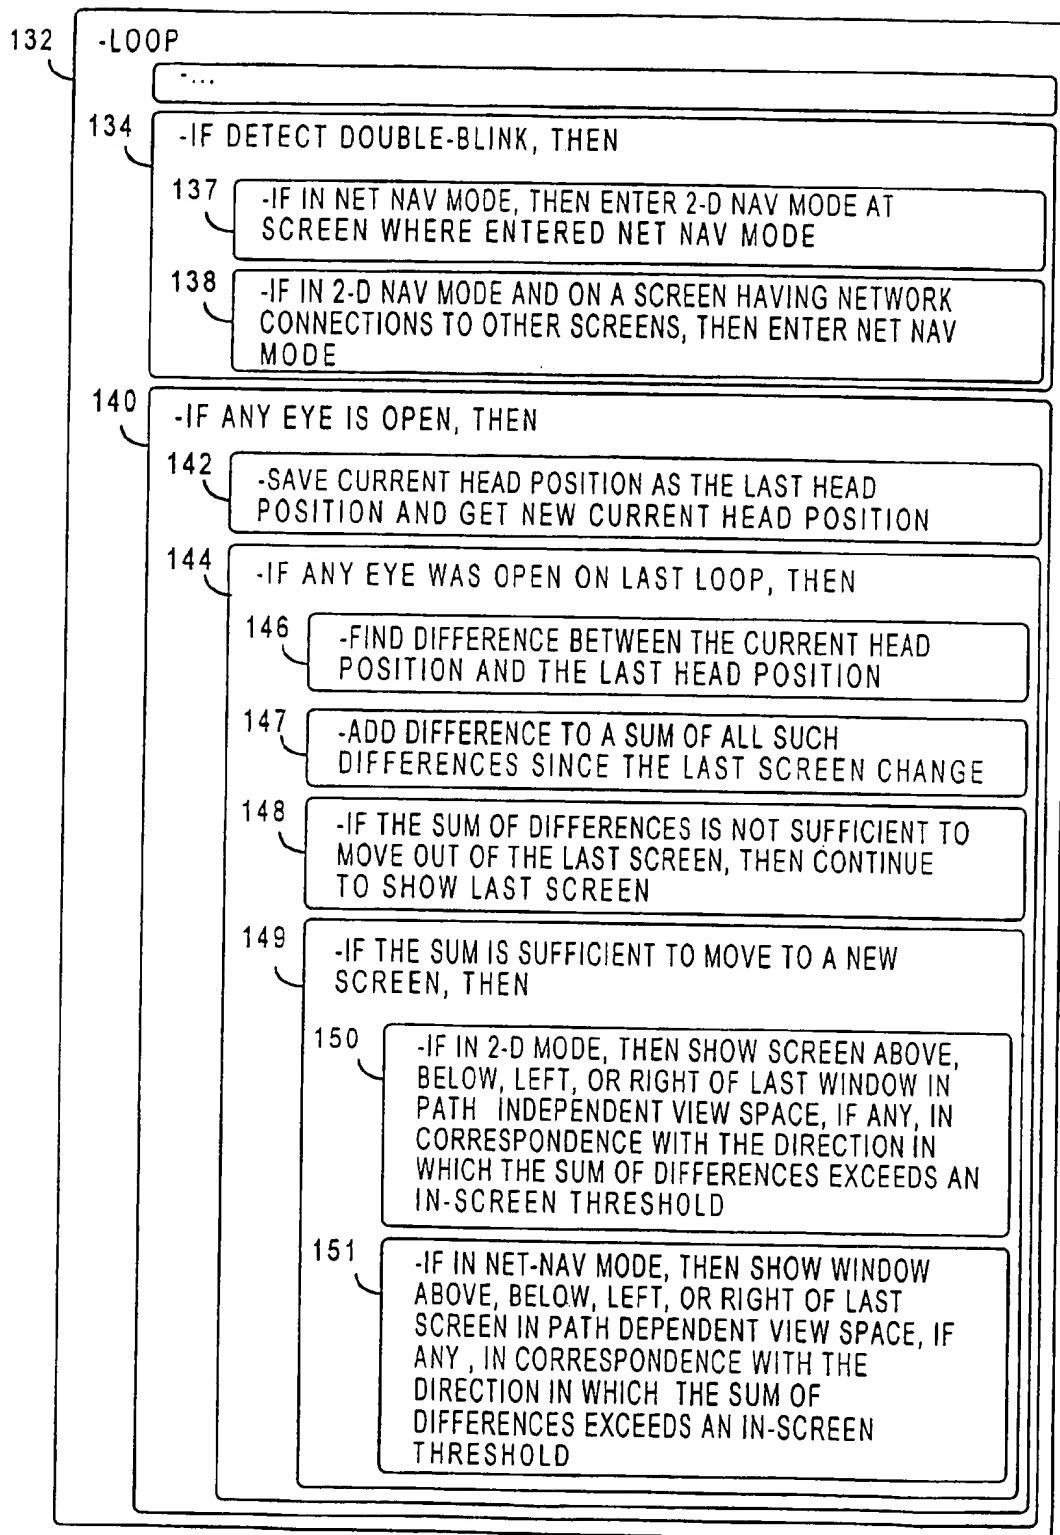 132
-LOOP
-...
134
-IF DETECT DOUBLE-BLINK, THEN
137
-IF IN NET NAV MODE, THEN ENTER 2-D NAV MODE AT
SCREEN WHERE ENTERED NET NAV MODE
138
-IF IN 2-D NAV MODE AND ON A SCREEN HAVING NETWORK
CONNECTIONS TO OTHER SCREENS, THEN ENTER NET NAV
MODE
140
-IF ANY EYE IS OPEN, THEN
142
-SAVE CURRENT HEAD POSITION AS THE LAST HEAD
POSITION AND GET NEW CURRENT HEAD POSITION
144
-IF ANY EYE WAS OPEN ON LAST LOOP, THEN
146
-FIND DIFFERENCE BETWEEN THE CURRENT HEAD
POSITION AND THE LAST HEAD POSITION
147
-ADD DIFFERENCE TO A SUM OF ALL SUCH
DIFFERENCES SINCE THE LAST SCREEN CHANGE
148
-IF THE SUM OF DIFFERENCES IS NOT SUFFICIENT TO
MOVE OUT OF THE LAST SCREEN, THEN CONTINUE
TO SHOW LAST SCREEN
149
-IF THE SUM IS SUFFICIENT TO MOVE TO A NEW
SCREEN, THEN
150
-IF IN 2-D MODE, THEN SHOW SCREEN ABOVE,
BELOW, LEFT, OR RIGHT OF LAST WINDOW IN
PATH INDEPENDENT VIEW SPACE, IF ANY, IN
CORRESPONDENCE WITH THE DIRECTION IN
WHICH THE SUM OF DIFFERENCES EXCEEDS AN
IN-SCREEN THRESHOLD
151
-IF IN NET-NAV MODE, THEN SHOW WINDOW
ABOVE, BELOW, LEFT, OR RIGHT OF LAST
SCREEN IN PATH DEPENDENT VIEW SPACE, IF
ANY , IN CORRESPONDENCE WITH THE
DIRECTION IN WHICH THE SUM OF
DIFFERENCES EXCEEDS AN IN-SCREEN
THRESHOLD